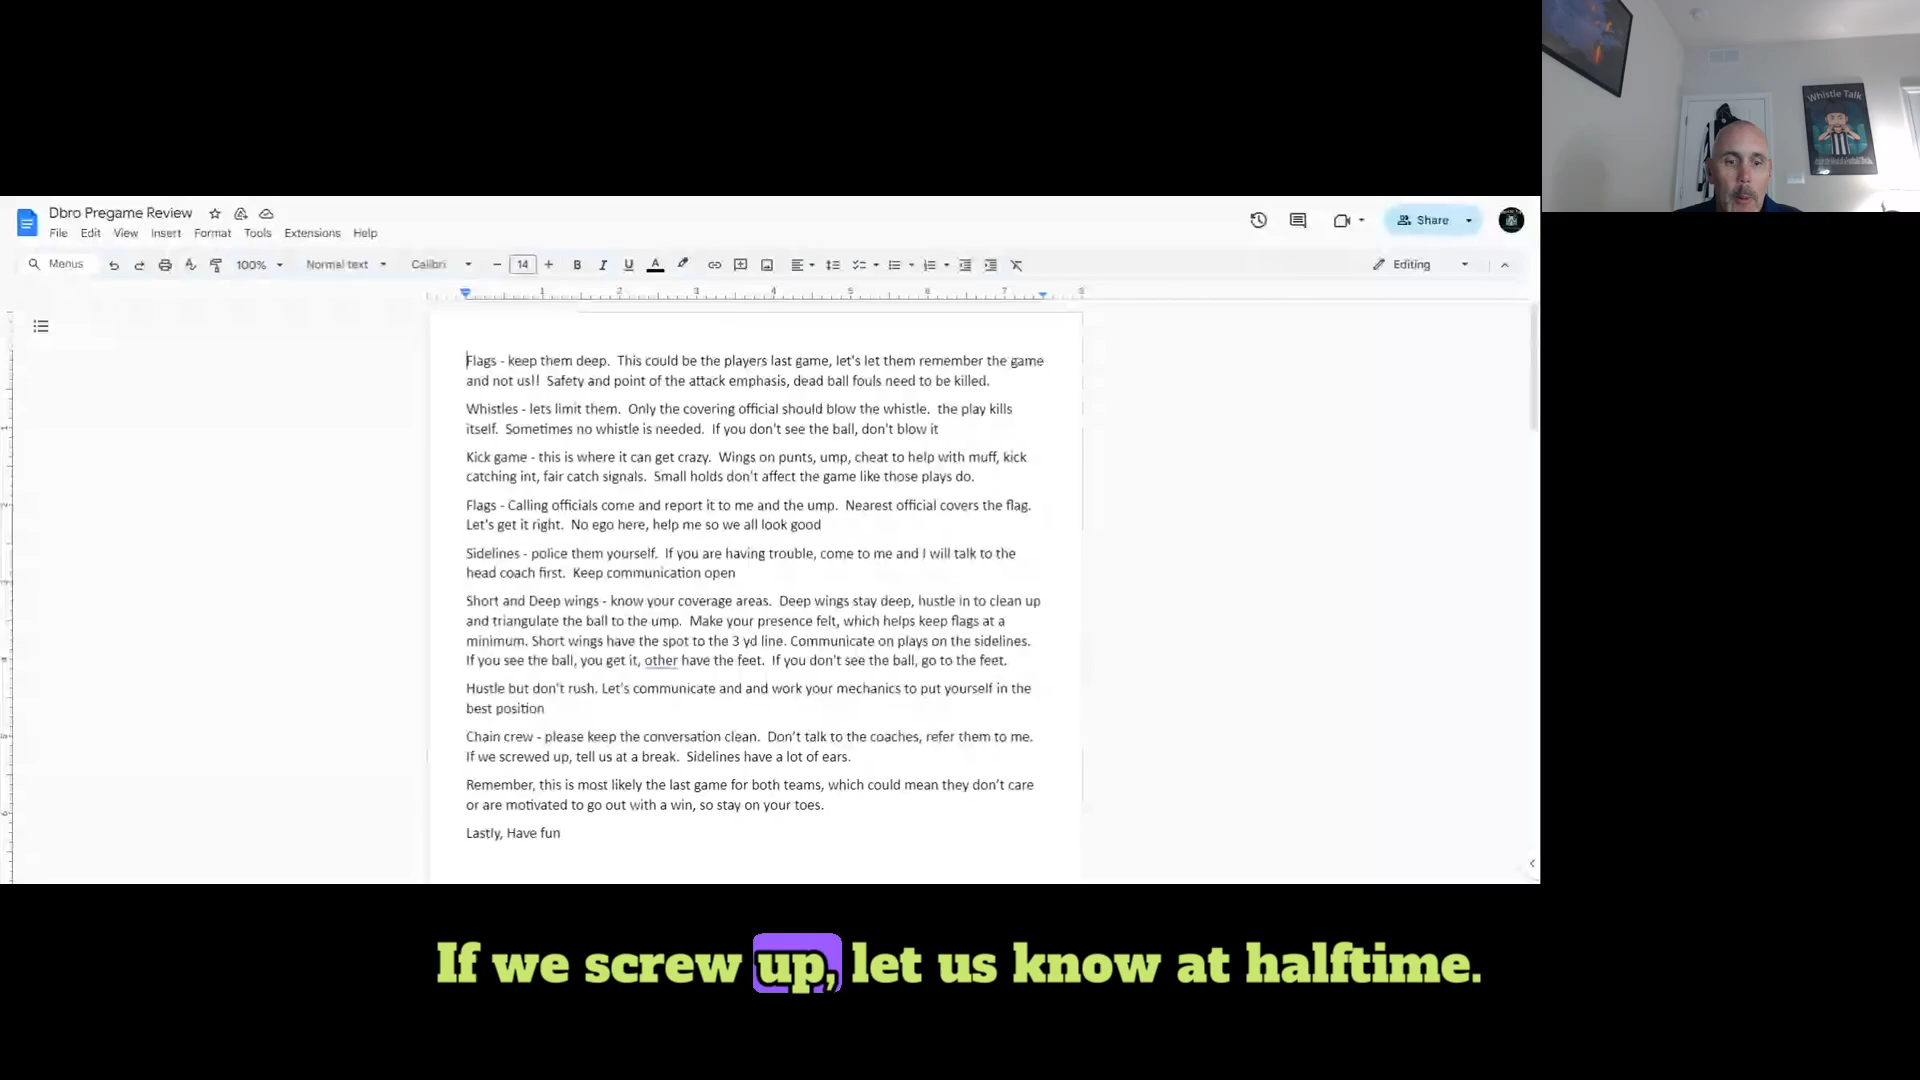 Whistle Talk
Dbro Pregame Review
File Edit View Insert Format Tools Extensions Help
Share
Menus
100%
Normal text
Calibri
14
Editing
1 2 3 4 5 6 7
Flags - keep them deep. This could be the players last game, let's let them remember the game
and not us!! Safety and point of the attack emphasis, dead ball fouls need to be killed.
Whistles - lets limit them. Only the covering official should blow the whistle. the play kills
itself. Sometimes no whistle is needed. If you don't see the ball, don't blow it
Kick game - this is where it can get crazy. Wings on punts, ump, cheat to help with muff, kick
catching int, fair catch signals. Small holds don't affect the game like those plays do.
Flags - Calling officials come and report it to me and the ump. Nearest official covers the flag.
Let's get it right. No ego here, help me so we all look good
Sidelines - police them yourself. If you are having trouble, come to me and I will talk to the
head coach first. Keep communication open
Short and Deep wings - know your coverage areas. Deep wings stay deep, hustle in to clean up
and triangulate the ball to the ump. Make your presence felt, which helps keep flags at a
minimum. Short wings have the spot to the 3 yd line. Communicate on plays on the sidelines.
If you see the ball, you get it, other have the feet. If you don't see the ball, go to the feet.
Hustle but don't rush. Let's communicate and and work your mechanics to put yourself in the
best position
Chain crew - please keep the conversation clean. Don’t talk to the coaches, refer them to me.
If we screwed up, tell us at a break. Sidelines have a lot of ears.
Remember, this is most likely the last game for both teams, which could mean they don’t care
or are motivated to go out with a win, so stay on your toes.
Lastly, Have fun
If we screw up, let us know at halftime.